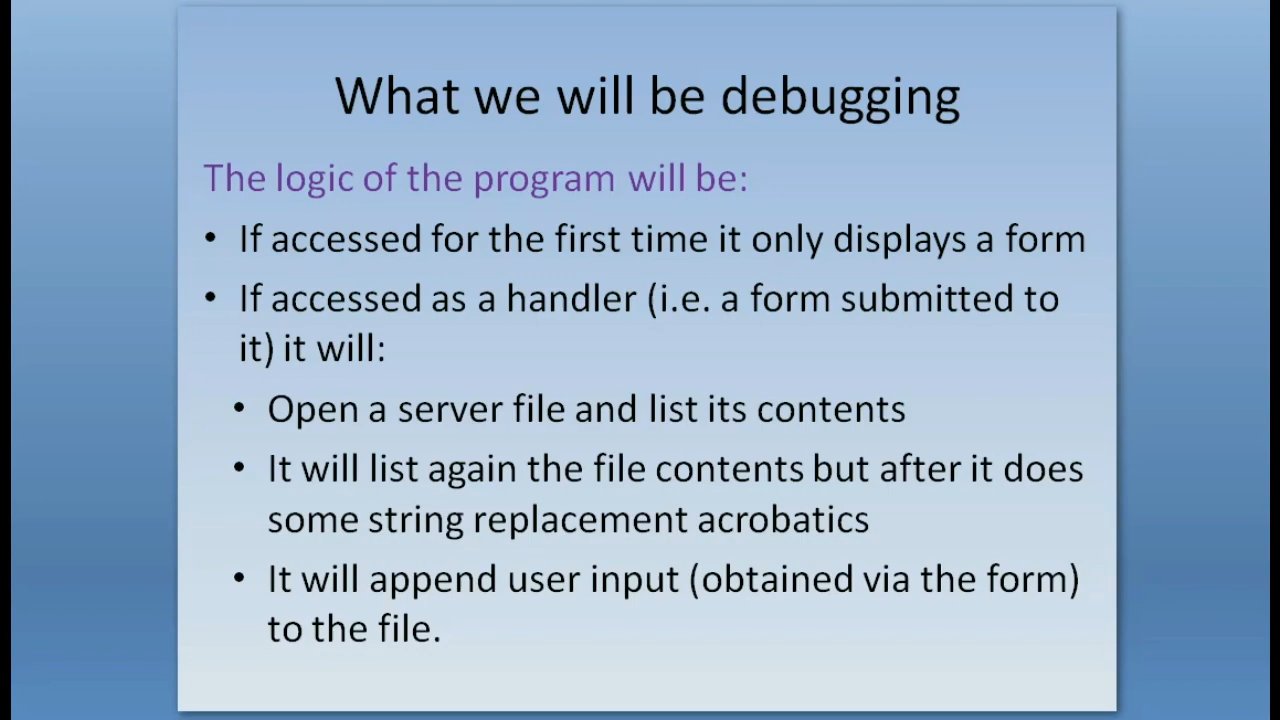 What we will be debugging
The logic of the program will be:
• If accessed for the first time it only displays a form
• If accessed as a handler (i.e. a form submitted to
it) it will:
• Open a server file and list its contents
• It will list again the file contents but after it does
some string replacement acrobatics
• It will append user input (obtained via the form)
to the file.